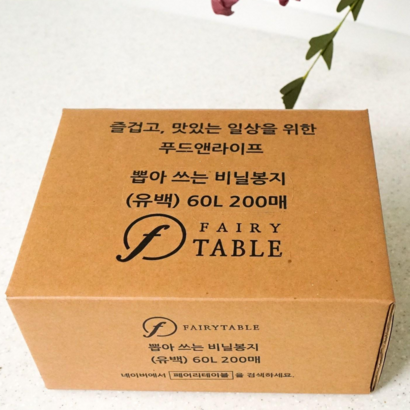 즐겁고, 맛있는 일상을 위한
푸드앤라이프
뽑아 쓰는 비닐봉지
(유백) 60L 200매
f FAIRY
TABLE
f FAIRYTABLE
뽑아 쓰는 비닐봉지
(유백) 60L 200매
네이버에서 페어리테이블 을 검색하세요.